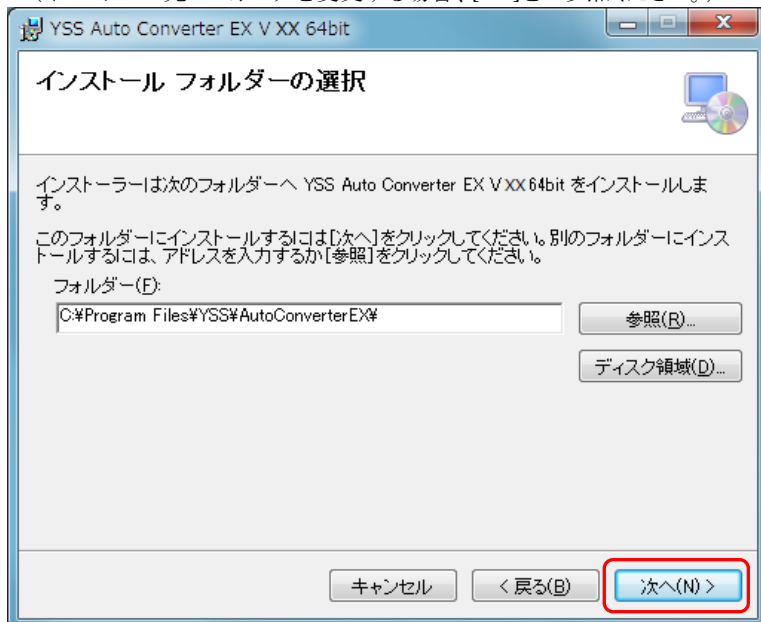 YSS Auto Converter EX V XX 64bit
インストール フォルダーの選択
インストーラーは次のフォルダーへ YSS Auto Converter EX V XX 64bit をインストールしま
す。
このフォルダーにインストールするには[次へ]をクリックしてください。別のフォルダーにインス
トールするには、アドレスを入力するか[参照]をクリックしてください。
フォルダー(F):
C:¥Program Files¥YSS¥AutoConverterEX¥
参照(R)...
ディスク領域(D)...
キャンセル
< 戻る(B)
次へ(N) >